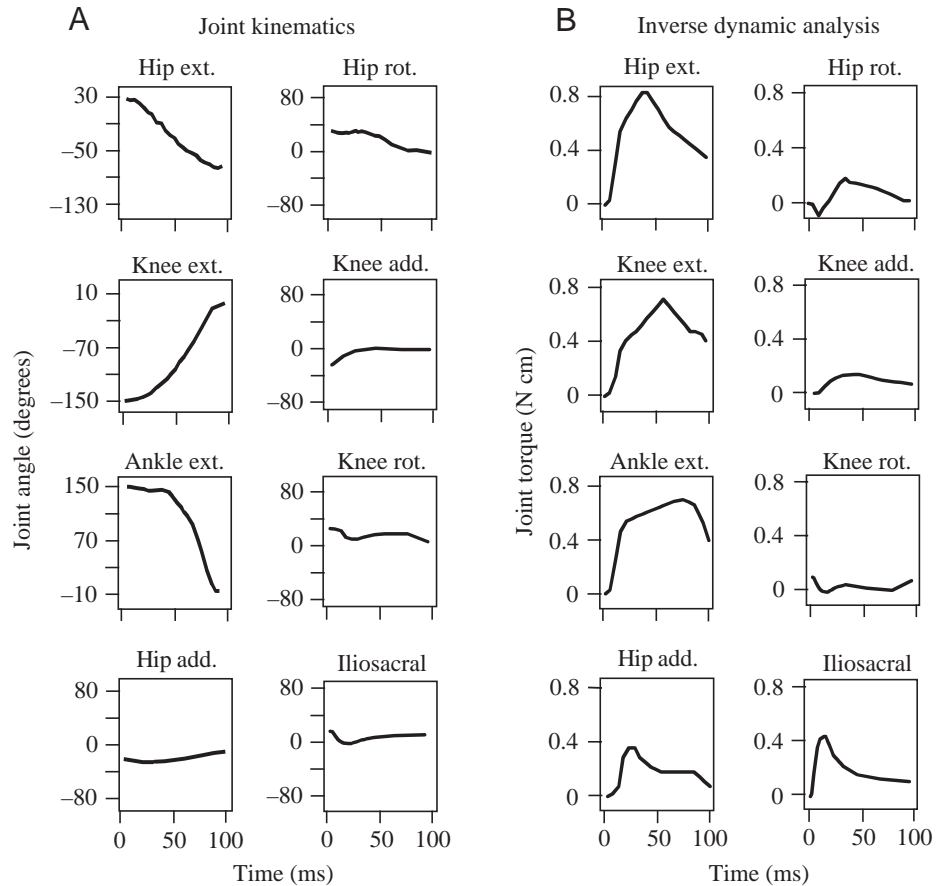 A
Joint kinematics
Hip ext.
30
–50
–130
Hip rot.
80
0
–80
Knee ext.
10
–70
–150
Knee add.
80
0
–80
Ankle ext.
150
70
–10
Knee rot.
80
0
–80
Hip add.
80
0
–80
0 50 100
Iliosacral
80
0
–80
0 50 100
Joint angle (degrees)
Time (ms)
B
Inverse dynamic analysis
Hip ext.
0.8
0.4
0
Hip rot.
0.8
0.4
0
Knee ext.
0.8
0.4
0
Knee add.
0.8
0.4
0
Ankle ext.
0.8
0.4
0
Knee rot.
0.8
0.4
0
Hip add.
0.8
0.4
0
0 50 100
Iliosacral
0.8
0.4
0
0 50 100
Joint torque (N cm)
Time (ms)